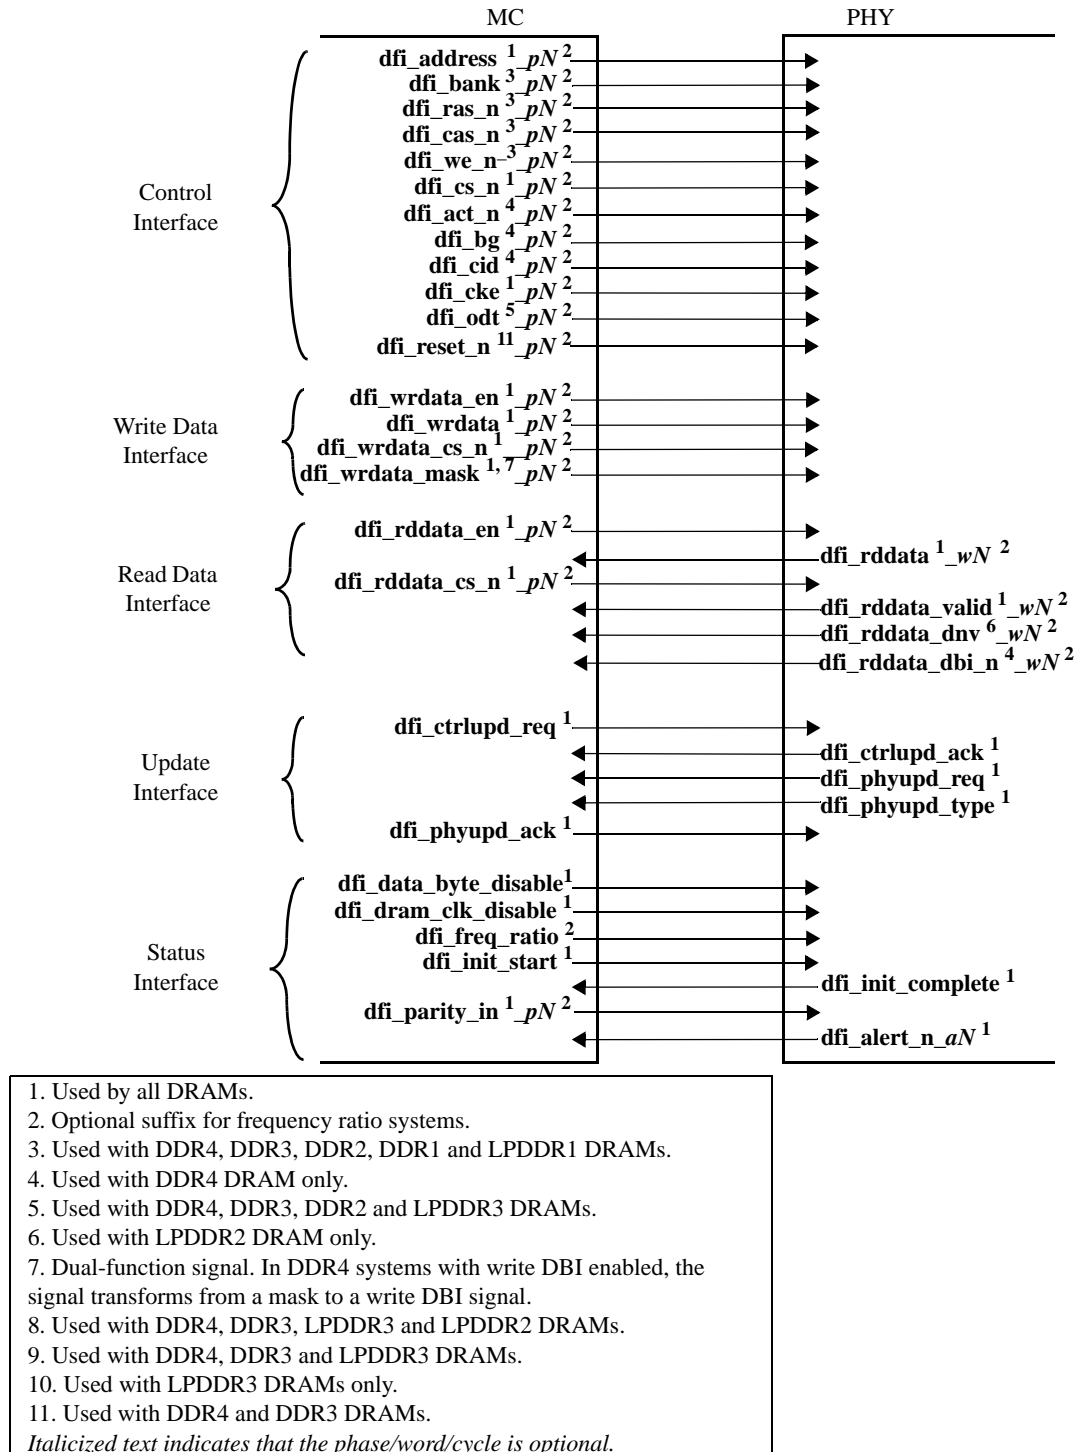 MC PHY
dfi_address 1_pN 2
dfi_bank 3_pN 2
dfi_ras_n 3_pN 2
dfi_cas_n 3_pN 2
dfi_we_n–3_pN 2
Control
Interface
dfi_cs_n 1_pN 2
dfi_act_n 4_pN 2
dfi_bg 4_pN 2
dfi_cid 4_pN 2
dfi_cke 1_pN 2
dfi_odt 5_pN 2
dfi_reset_n 11_pN 2
Write Data
Interface
dfi_wrdata_en 1_pN 2
dfi_wrdata 1_pN 2
dfi_wrdata_cs_n 1__pN 2
dfi_wrdata_mask 1, 7_pN 2
Read Data
Interface
dfi_rddata_en 1_pN 2
dfi_rddata 1_wN 2
dfi_rddata_cs_n 1_pN 2
dfi_rddata_valid 1_wN 2
dfi_rddata_dnv 6_wN 2
dfi_rddata_dbi_n 4_wN 2
Update
Interface
dfi_ctrlupd_req 1
dfi_ctrlupd_ack 1
dfi_phyupd_req 1
dfi_phyupd_type 1
dfi_phyupd_ack 1
Status
Interface
dfi_data_byte_disable1
dfi_dram_clk_disable 1
dfi_freq_ratio 2
dfi_init_start 1
dfi_init_complete 1
dfi_parity_in 1_pN 2
dfi_alert_n_aN 1
1. Used by all DRAMs.
2. Optional suffix for frequency ratio systems.
3. Used with DDR4, DDR3, DDR2, DDR1 and LPDDR1 DRAMs.
4. Used with DDR4 DRAM only.
5. Used with DDR4, DDR3, DDR2 and LPDDR3 DRAMs.
6. Used with LPDDR2 DRAM only.
7. Dual-function signal. In DDR4 systems with write DBI enabled, the
signal transforms from a mask to a write DBI signal.
8. Used with DDR4, DDR3, LPDDR3 and LPDDR2 DRAMs.
9. Used with DDR4, DDR3 and LPDDR3 DRAMs.
10. Used with LPDDR3 DRAMs only.
11. Used with DDR4 and DDR3 DRAMs.
Italicized text indicates that the phase/word/cycle is optional.